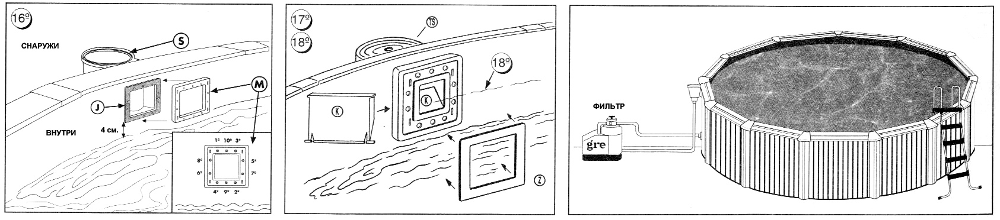 16º
СНАРУЖИ
S
M
J
ВНУТРИ
4 см.
1º 10º 3º
8º 5º
6º 7º
4º 9º 2º
17º
18º
TS
18º
K
K
Z
ФИЛЬТР
gre